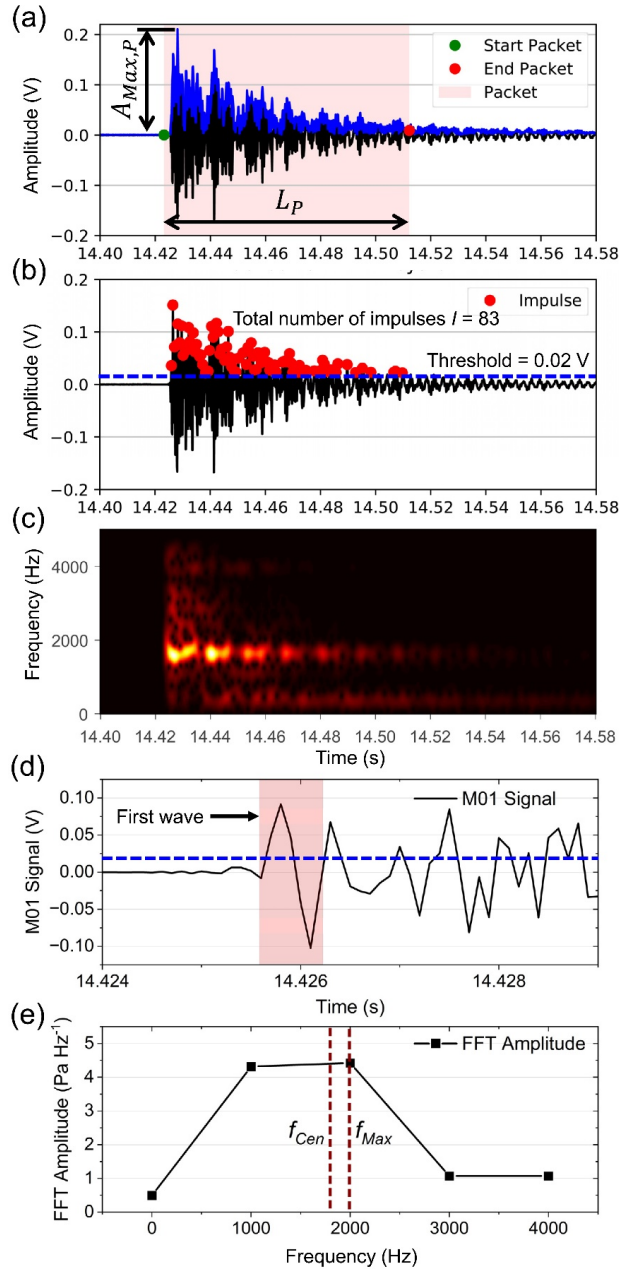 (a)
0.2
0.1
0.0
−0.1
−0.2
Amplitude (V)
A_{Max,P}
L_P
Start Packet
End Packet
Packet
14.40 14.42 14.44 14.46 14.48 14.50 14.52 14.54 14.56 14.58
(b)
0.2
0.1
0.0
−0.1
−0.2
Amplitude (V)
Impulse
Total number of impulses I = 83
Threshold = 0.02 V
14.40 14.42 14.44 14.46 14.48 14.50 14.52 14.54 14.56 14.58
(c)
4000
2000
0
Frequency (Hz)
14.40 14.42 14.44 14.46 14.48 14.50 14.52 14.54 14.56 14.58
Time (s)
(d)
0.10
0.05
0.00
−0.05
−0.10
M01 Signal (V)
First wave
M01 Signal
14.424 14.426 14.428
Time (s)
(e)
5
4
3
2
1
0
FFT Amplitude (Pa Hz⁻¹)
FFT Amplitude
f_{Cen}
f_{Max}
0 1000 2000 3000 4000
Frequency (Hz)